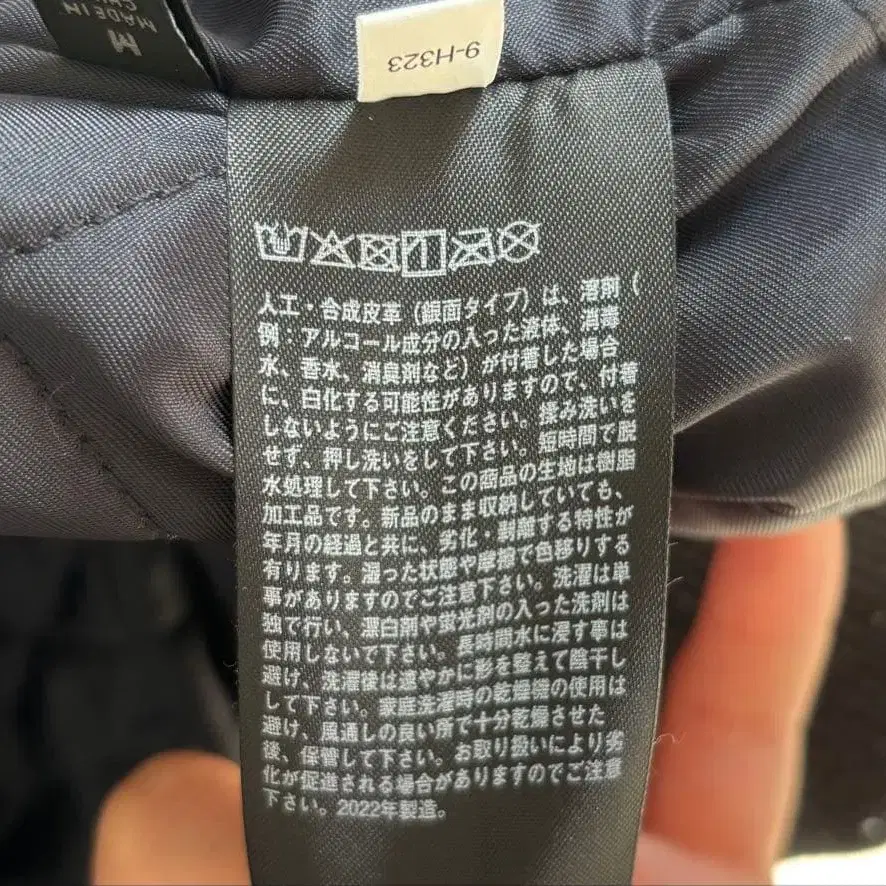 M
MADE IN
9-H323
人工・合成皮革（銀面タイプ）は、溶剤（
例：アルコール成分の入った液体、消毒
水、香水、消臭剤など）が付着した場合
に、白化する可能性がありますので、付着
しないようにご注意ください。揉み洗いを
せず、押し洗いをして下さい。短時間で脱
水処理して下さい。この商品の生地は樹脂
加工品です。新品のまま収納していても、
年月の経過と共に、劣化・剥離する特性が
有ります。湿った状態や摩擦で色移りする
事がありますのでご注意下さい。洗濯は単
独で行い、漂白剤や蛍光剤の入った洗剤は
使用しないで下さい。長時間水に浸す事は
避け、洗濯後は速やかに形を整えて陰干し
して下さい。家庭洗濯時の乾燥機の使用は
避け、風通しの良い所で十分乾燥させた
後、保管して下さい。お取り扱いにより劣
化が促進される場合がありますのでご注意
下さい。2022年製造。